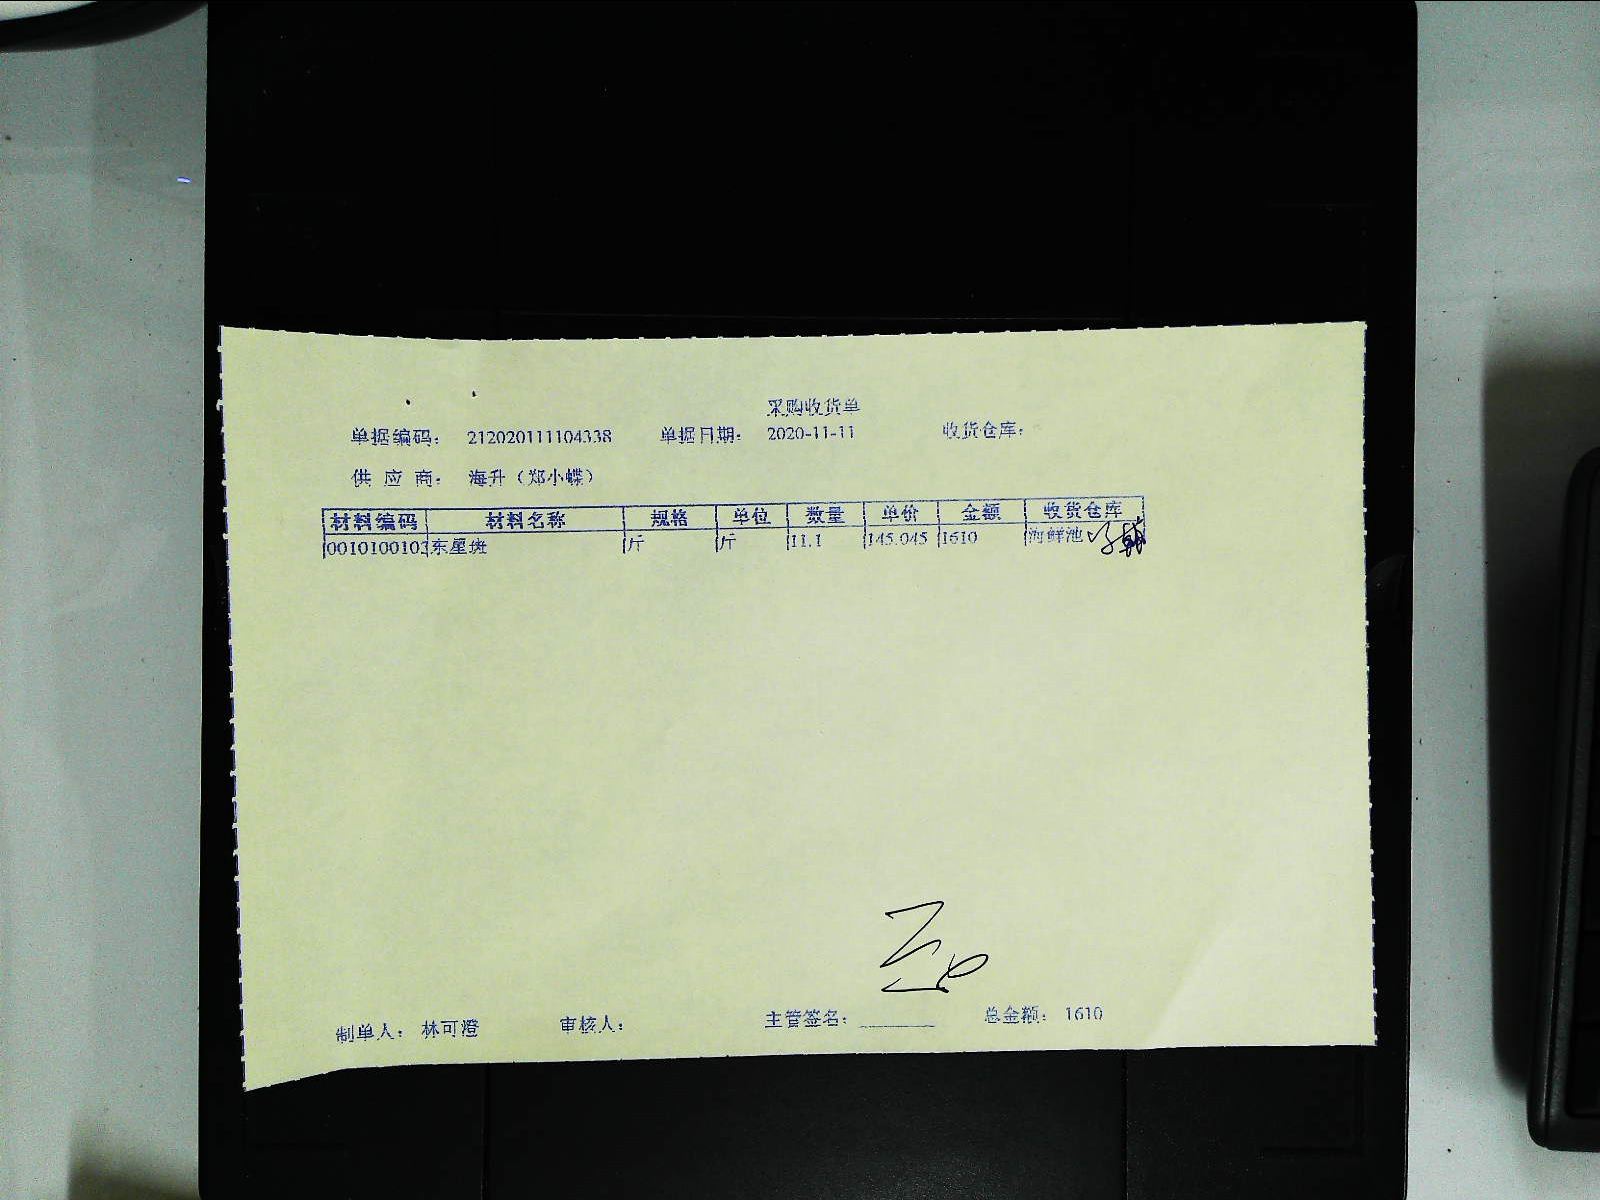 采购收货单
单据编码： 212020111104338 单据日期： 2020-11-11 收货仓库：
供 应 商： 海升（郑小蝶）
材料编码 材料名称 规格 单位 数量 单价 金额 收货仓库
0010100103 东星斑 斤 斤 11.1 145.045 1610 海鲜池
制单人： 林可澄 审核人： 主管签名： 总金额： 1610